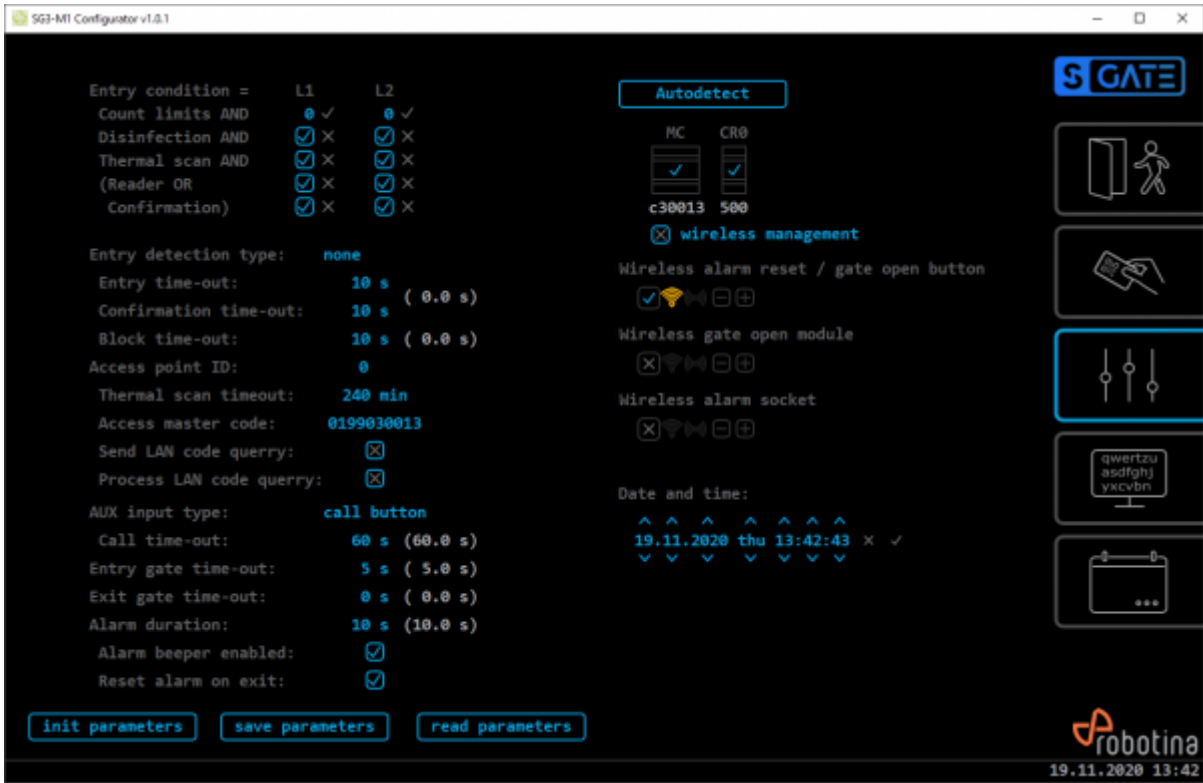 SG3-M1 Configurator v1.0.1
Entry condition = L1 L2
Count limits AND 0 0
Disinfection AND
Thermal scan AND
(Reader OR
Confirmation)
Entry detection type: none
Entry time-out: 10 s
( 0.0 s)
Confirmation time-out: 10 s
Block time-out: 10 s ( 0.0 s)
Access point ID: 0
Thermal scan timeout: 240 min
Access master code: 0199030013
Send LAN code querry:
Process LAN code querry:
AUX input type: call button
Call time-out: 60 s (60.0 s)
Entry gate time-out: 5 s ( 5.0 s)
Exit gate time-out: 0 s ( 0.0 s)
Alarm duration: 10 s (10.0 s)
Alarm beeper enabled:
Reset alarm on exit:
init parameters save parameters read parameters
Autodetect
MC CR0
c30013 500
wireless management
Wireless alarm reset / gate open button
Wireless gate open module
Wireless alarm socket
Date and time:
19.11.2020 thu 13:42:43
S GATE
qwertzu
asdfghj
yxcvbn
robotina
19.11.2020 13:42